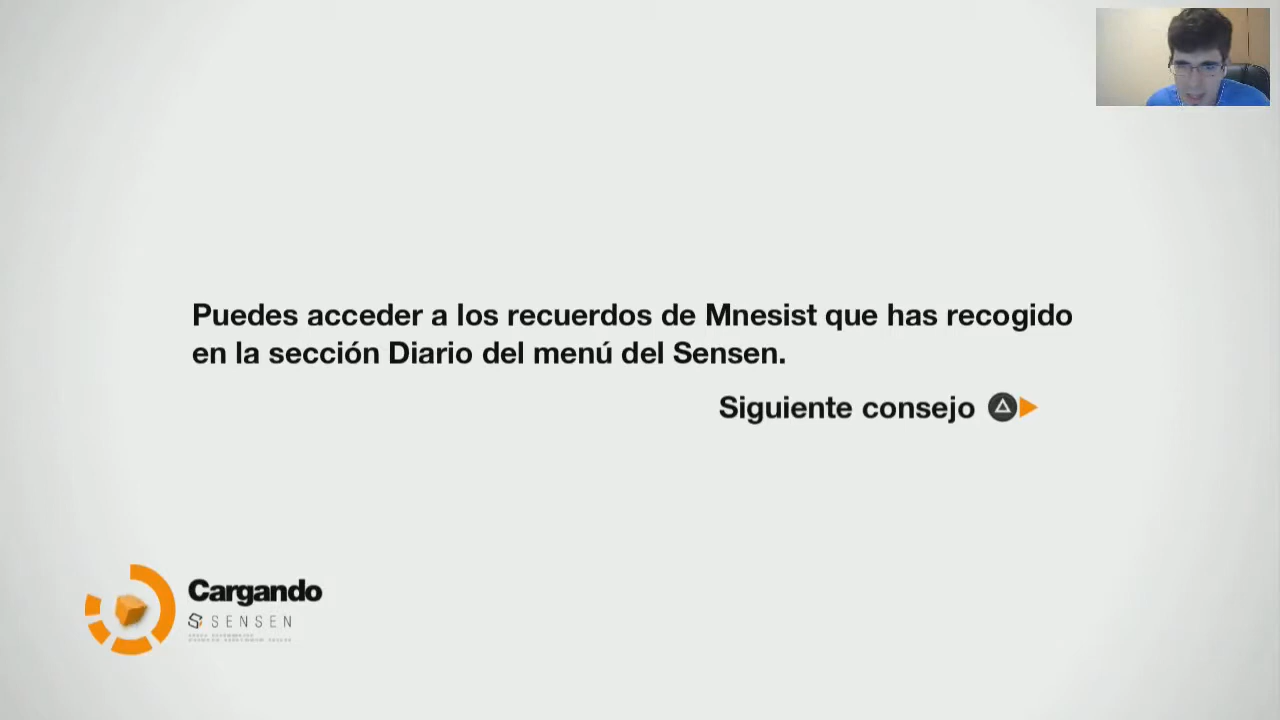 Puedes acceder a los recuerdos de Mnesist que has recogido
en la sección Diario del menú del Sensen.
Siguiente consejo
Cargando
SENSEN